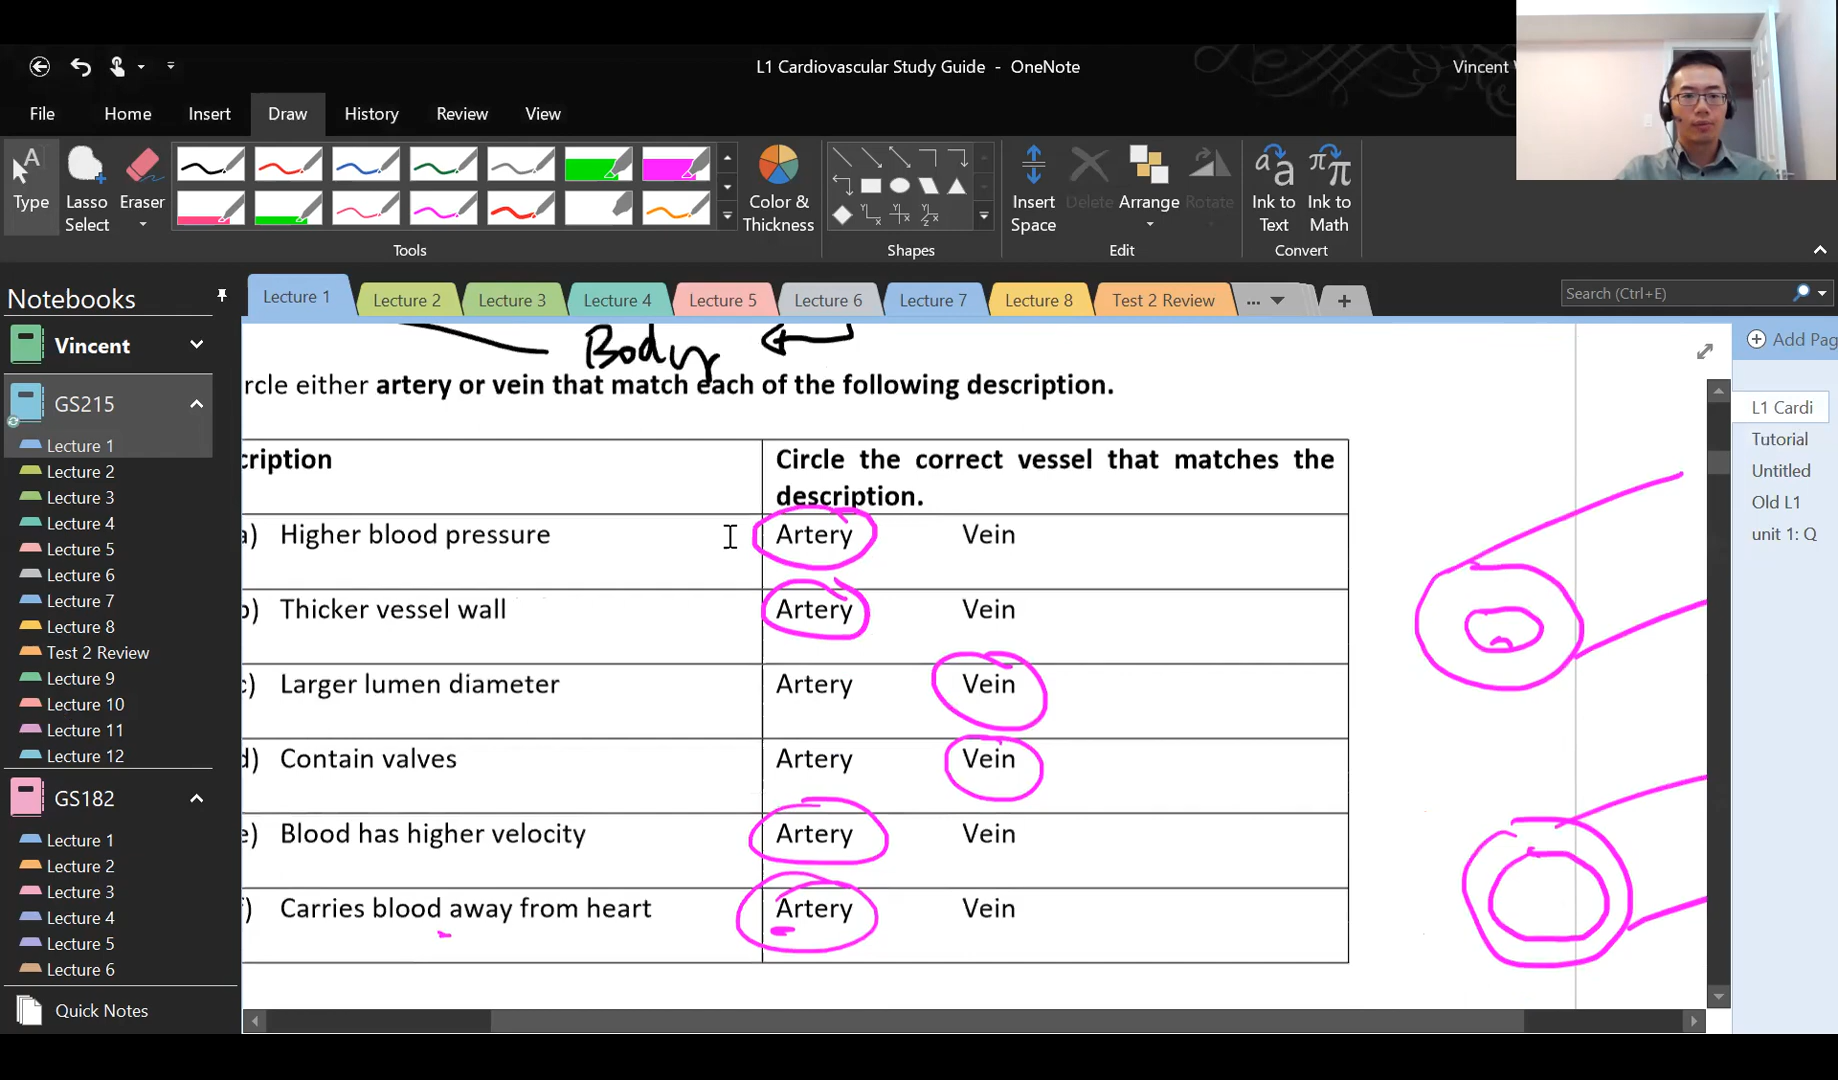 L1 Cardiovascular Study Guide - OneNote
Vincent
File Home Insert Draw History Review View
Type
Lasso Select
Eraser
Color & Thickness
Insert Space
Delete
Arrange
Rotate
Ink to Text
Ink to Math
Tools
Shapes
Edit
Convert
Notebooks
Lecture 1 Lecture 2 Lecture 3 Lecture 4 Lecture 5 Lecture 6 Lecture 7 Lecture 8 Test 2 Review ... +
Search (Ctrl+E)
Vincent
GS215
Lecture 1
Lecture 2
Lecture 3
Lecture 4
Lecture 5
Lecture 6
Lecture 7
Lecture 8
Test 2 Review
Lecture 9
Lecture 10
Lecture 11
Lecture 12
GS182
Lecture 1
Lecture 2
Lecture 3
Lecture 4
Lecture 5
Lecture 6
Quick Notes
Body
rcle either artery or vein that match each of the following description.
cription
Circle the correct vessel that matches the
description.
a) Higher blood pressure Artery Vein
b) Thicker vessel wall Artery Vein
c) Larger lumen diameter Artery Vein
d) Contain valves Artery Vein
e) Blood has higher velocity Artery Vein
f) Carries blood away from heart Artery Vein
Add Pag
L1 Cardi
Tutorial
Untitled
Old L1
unit 1: Q